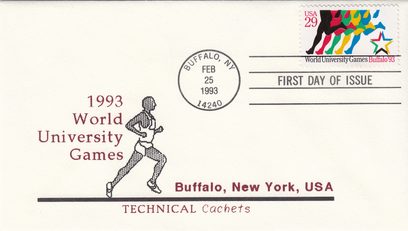 USA
29
World University Games Buffalo '93
BUFFALO, NY
FEB
25
1993
14240
FIRST DAY OF ISSUE
1993
World
University
Games
Buffalo, New York, USA
TECHNICAL Cachets